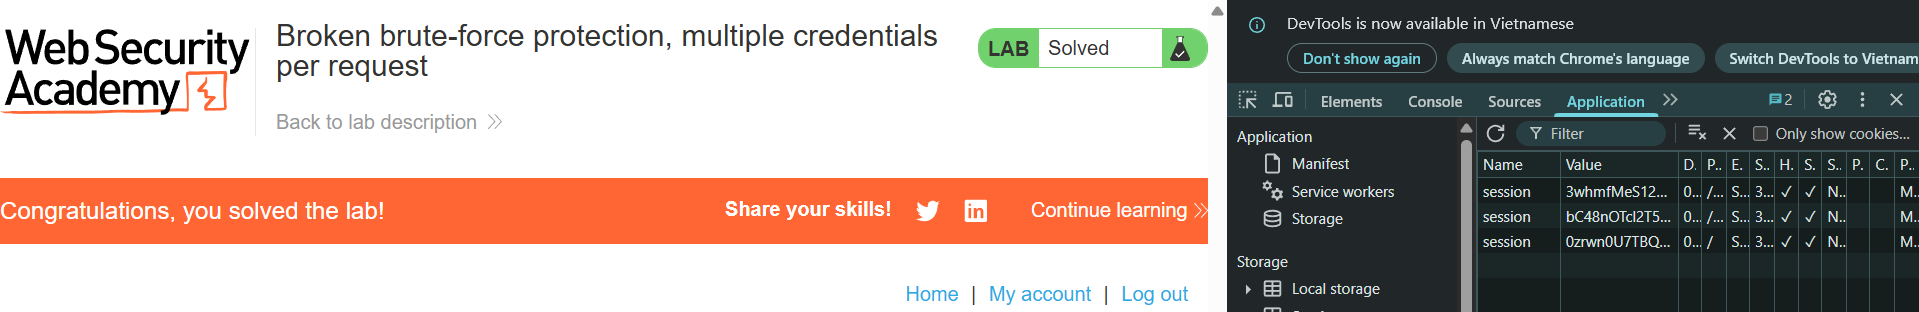 Web Security
Academy
Broken brute-force protection, multiple credentials
per request
Back to lab description
LAB Solved
Congratulations, you solved the lab!
Share your skills!
Continue learning
Home | My account | Log out
DevTools is now available in Vietnamese
Don't show again
Always match Chrome's language
Switch DevTools to Vietnam
Elements
Console
Sources
Application
2
Application
Manifest
Service workers
Storage
Storage
Local storage
Filter
Only show cookies...
Name Value D. P.. E. S.. H. S. S.. P. C. P..
session 3whmfMeS12... 0... /... S... 3... ✓ ✓ N.. M...
session bC48nOTcl2T5... 0... /... S... 3... ✓ ✓ N.. M...
session 0zrwn0U7TBQ... 0... / S... 3... ✓ ✓ N.. M...